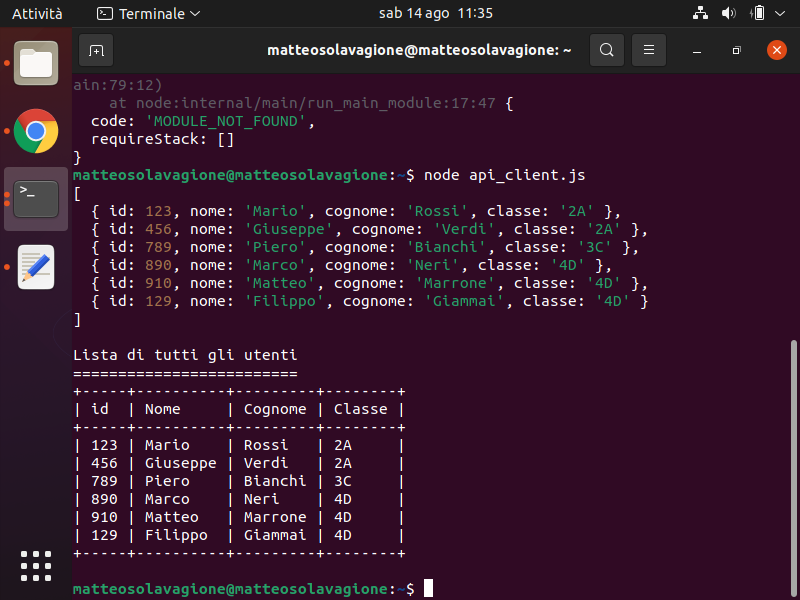 Attività Terminale sab 14 ago 11:35
matteosolavagione@matteosolavagione: ~
ain:79:12)
    at node:internal/main/run_main_module:17:47 {
  code: 'MODULE_NOT_FOUND',
  requireStack: []
}
matteosolavagione@matteosolavagione:~$ node api_client.js
[
  { id: 123, nome: 'Mario', cognome: 'Rossi', classe: '2A' },
  { id: 456, nome: 'Giuseppe', cognome: 'Verdi', classe: '2A' },
  { id: 789, nome: 'Piero', cognome: 'Bianchi', classe: '3C' },
  { id: 890, nome: 'Marco', cognome: 'Neri', classe: '4D' },
  { id: 910, nome: 'Matteo', cognome: 'Marrone', classe: '4D' },
  { id: 129, nome: 'Filippo', cognome: 'Giammai', classe: '4D' }
]
Lista di tutti gli utenti
=========================
+-----+----------+---------+--------+
| id  | Nome     | Cognome | Classe |
+-----+----------+---------+--------+
| 123 | Mario    | Rossi   | 2A     |
| 456 | Giuseppe | Verdi   | 2A     |
| 789 | Piero    | Bianchi | 3C     |
| 890 | Marco    | Neri    | 4D     |
| 910 | Matteo   | Marrone | 4D     |
| 129 | Filippo  | Giammai | 4D     |
+-----+----------+---------+--------+
matteosolavagione@matteosolavagione:~$